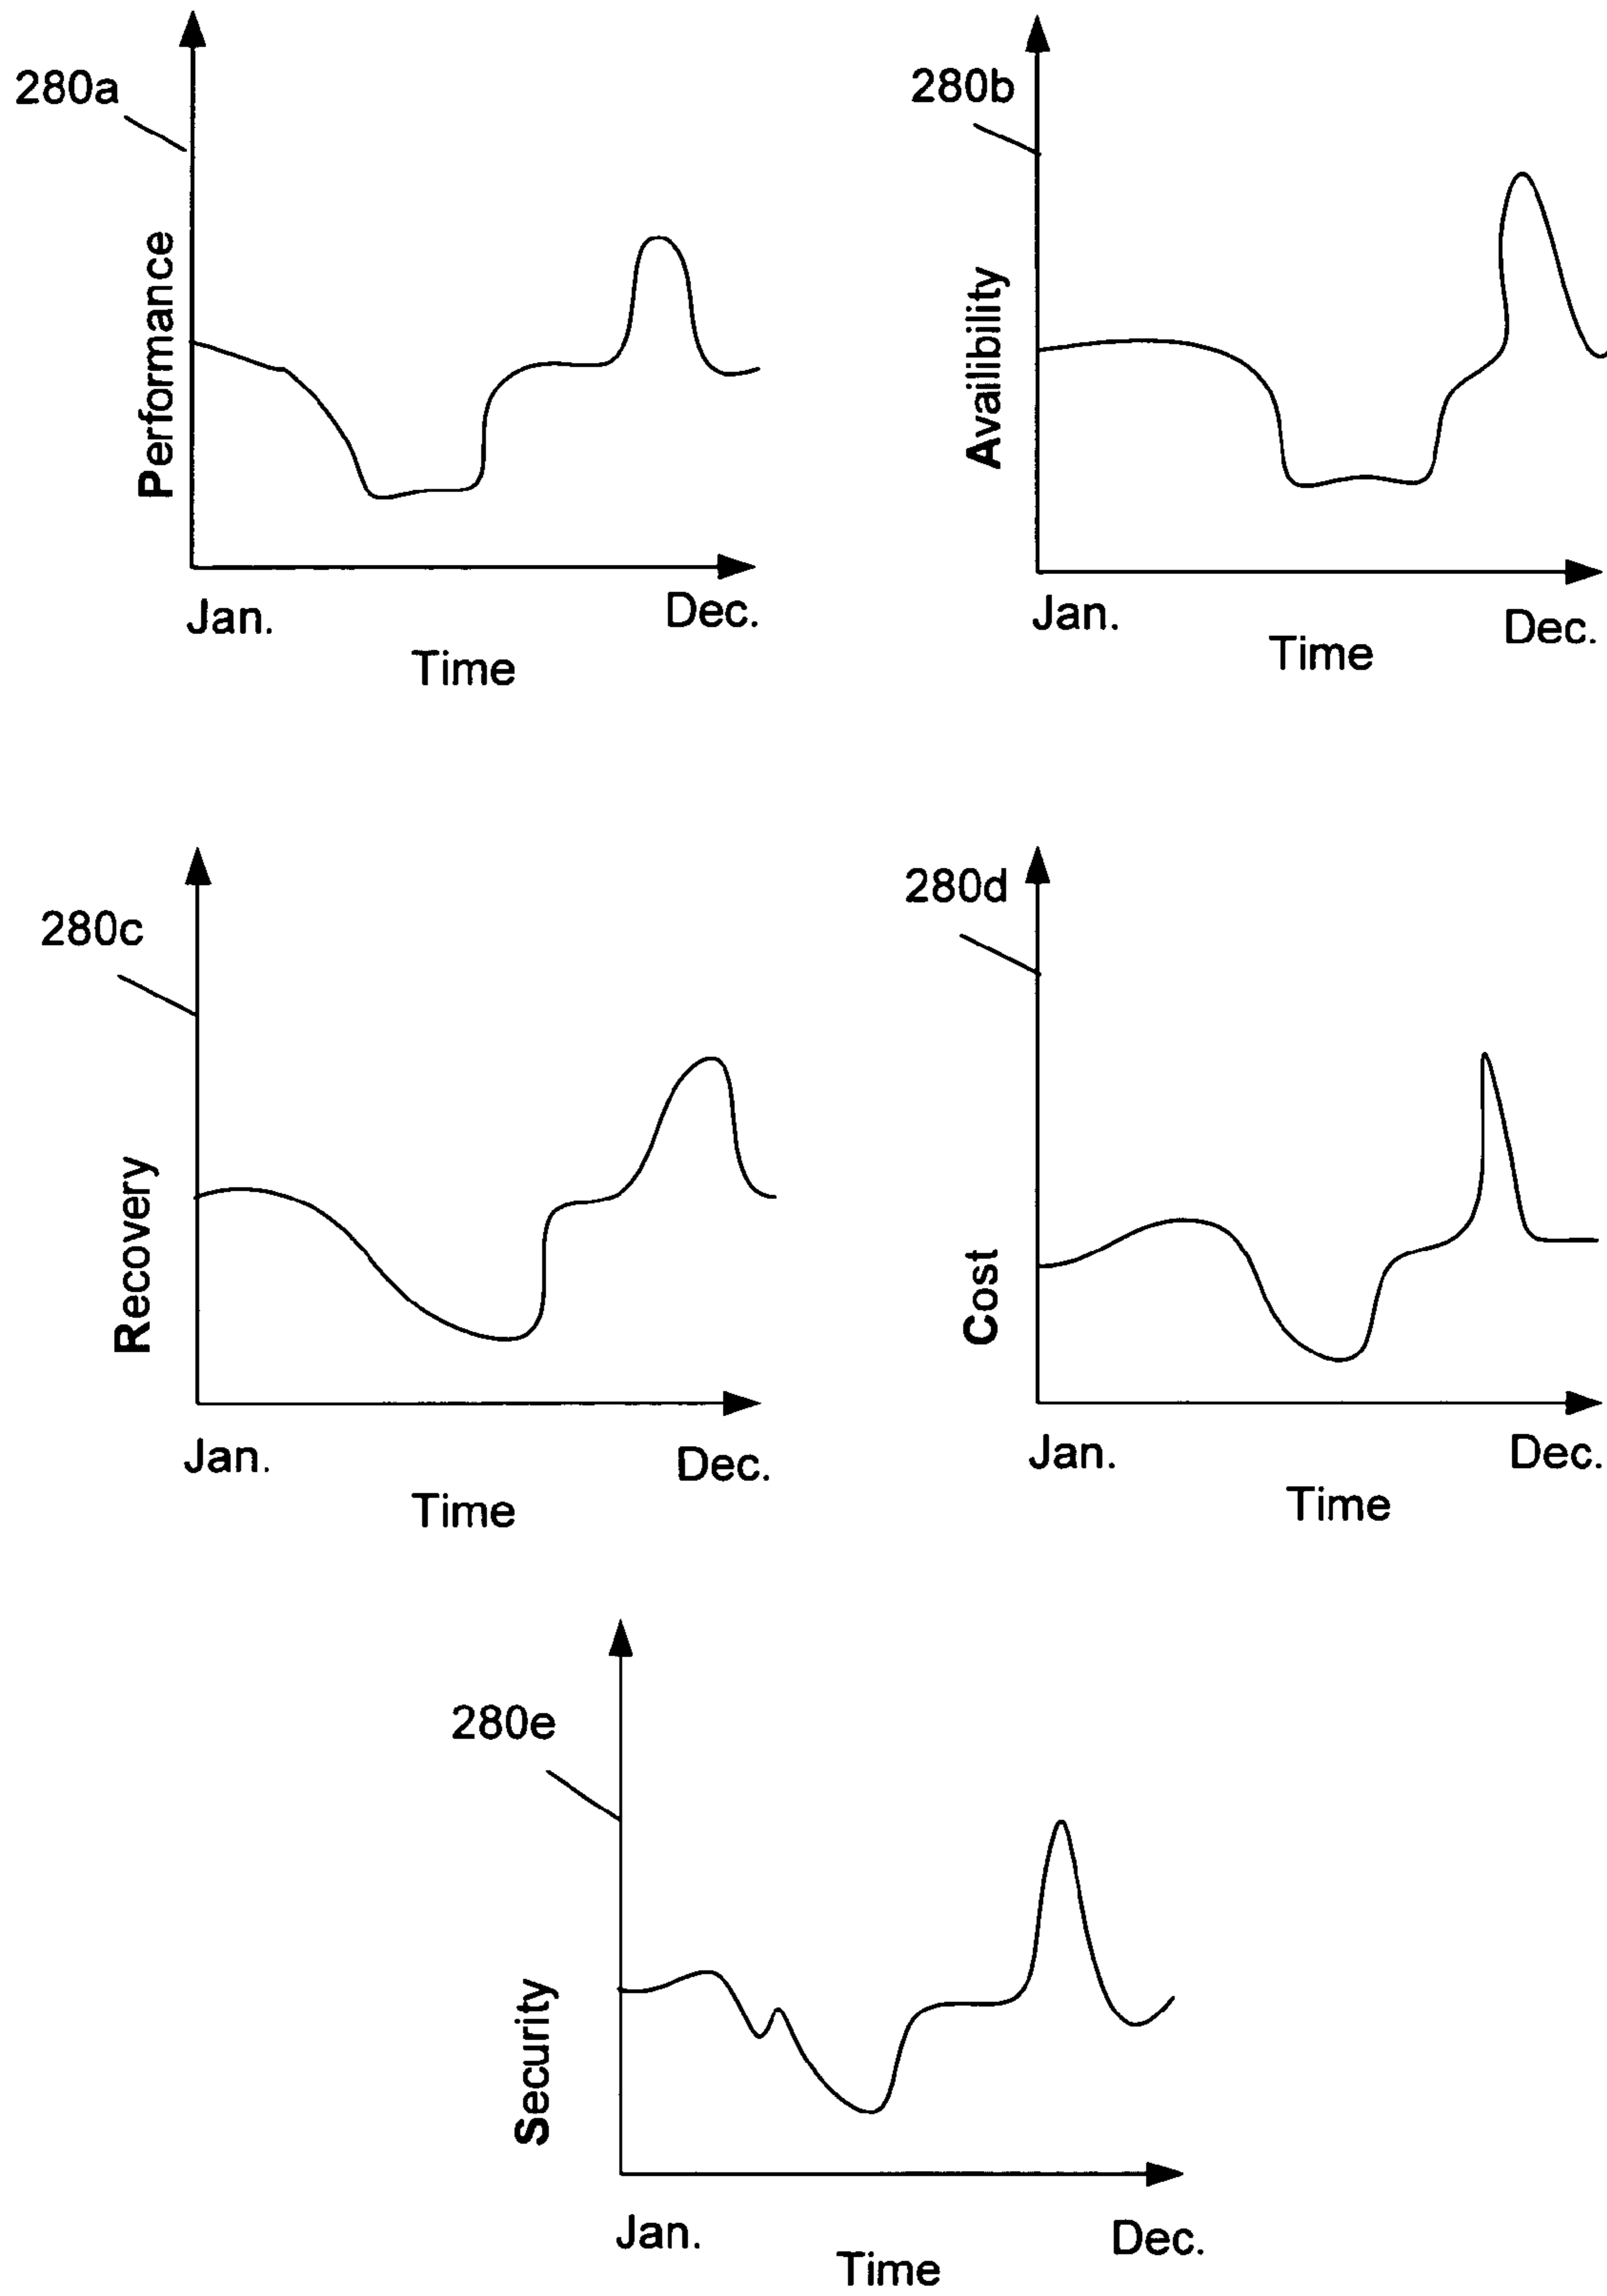 280a
Performance
Jan.
Dec.
Time
280b
Availibility
Jan.
Dec.
Time
280c
Recovery
Jan.
Dec.
Time
280d
Cost
Jan.
Dec.
Time
280e
Security
Jan.
Dec.
Time